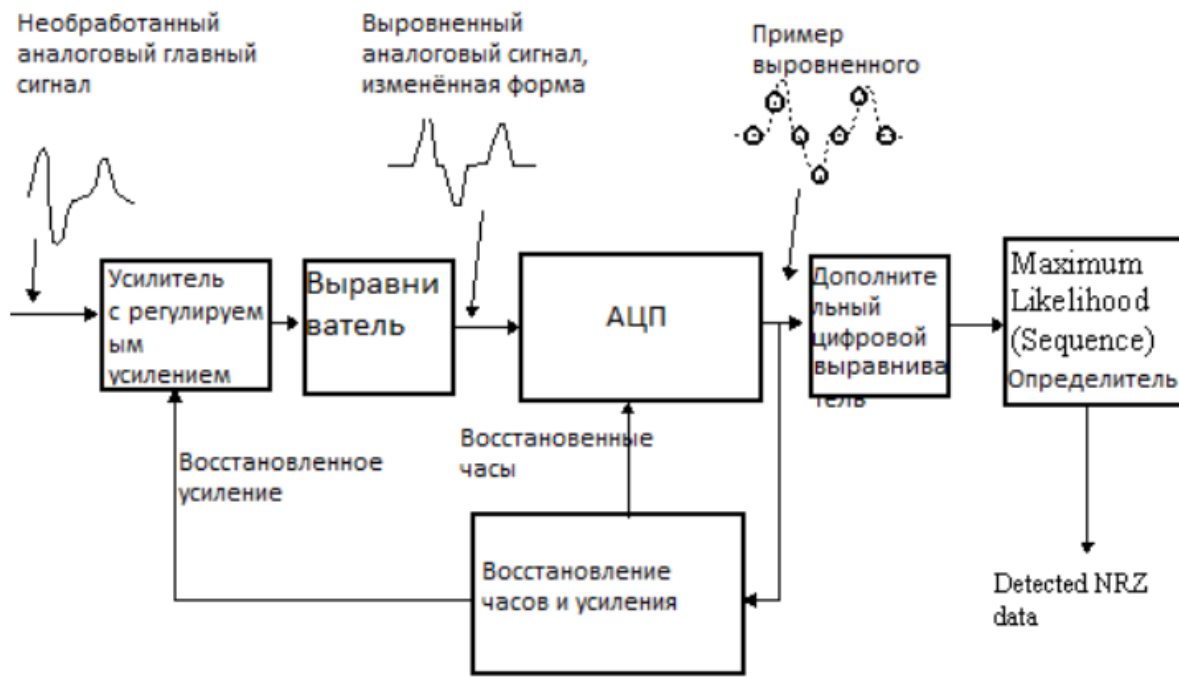 Необработанный
аналоговый главный
сигнал
Выровненный
аналоговый сигнал,
изменённая форма
Пример
выровненного
Усилитель
с регулируем
ым
усилением
Выравни
ватель
АЦП
Дополните
льный
цифровой
выравнива
тель
Maximum
Likelihood
(Sequence)
Определитель
Восстановленное
усиление
Восстановенные
часы
Восстановление
часов и усиления
Detected NRZ
data